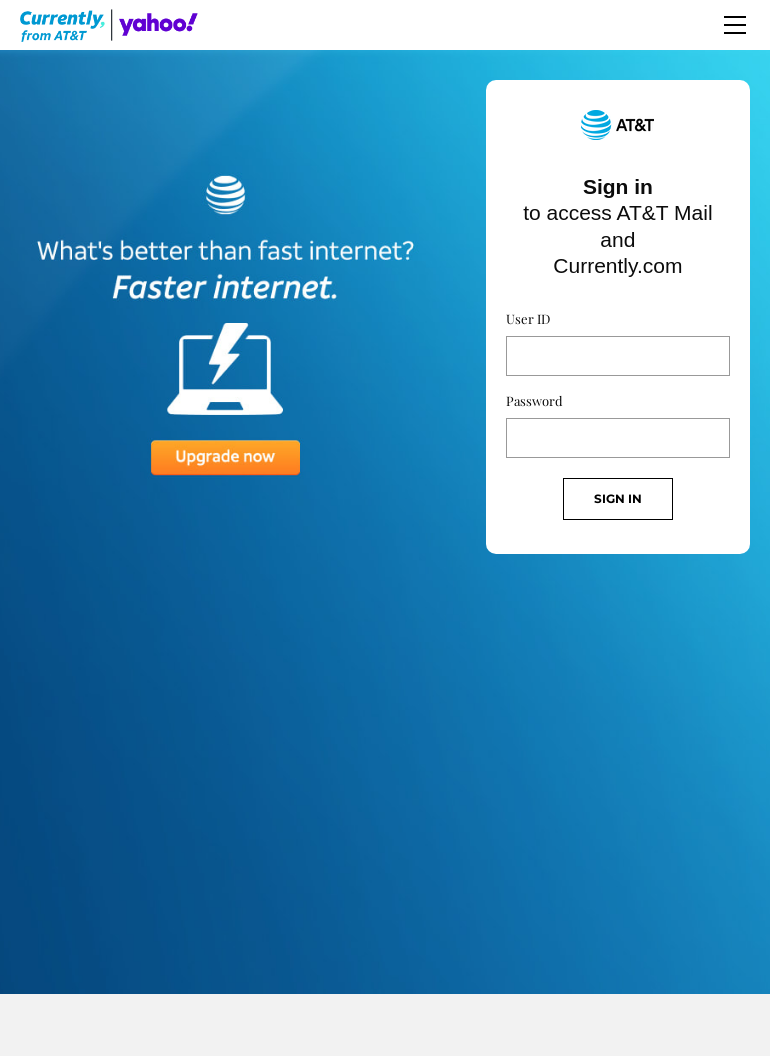 Currently, yahoo!
from AT&T
AT&T
Sign in
to access AT&T Mail
and
Currently.com
What's better than fast internet?
Faster internet.
Upgrade now
User ID
Password
SIGN IN